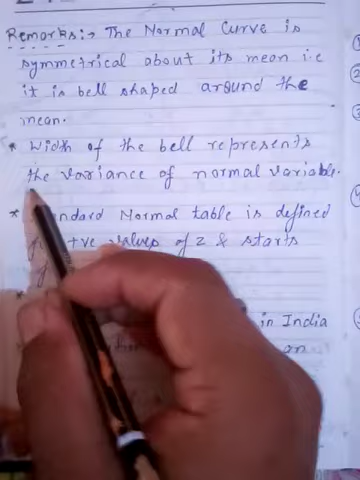 Remarks:→ The Normal Curve is
symmetrical about its mean i.e
it is bell shaped around the
mean.
* Width of the bell represents
the variance of normal variable.
* Normal table is defined
+ve values of z & starts
in India
an